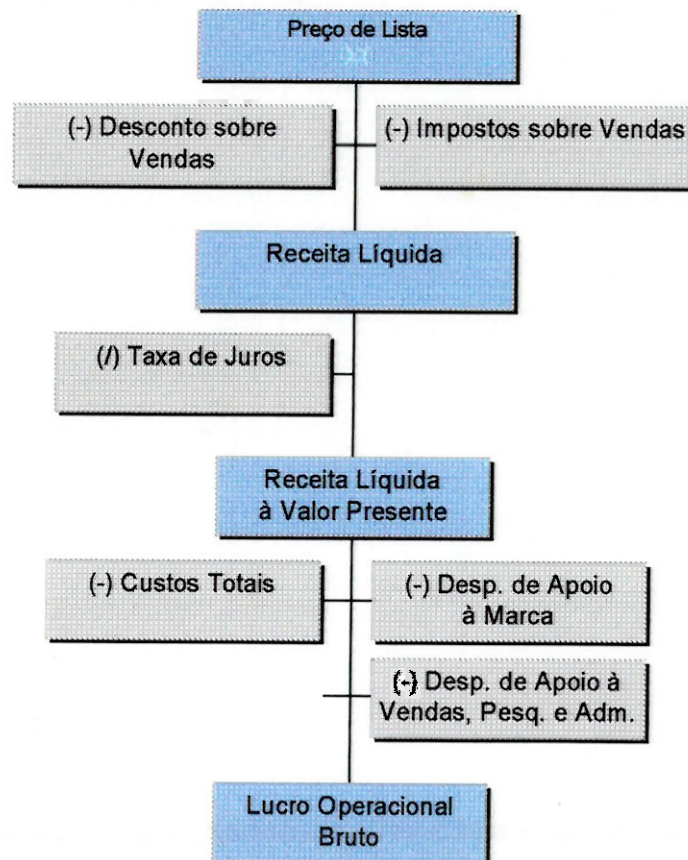 Preço de Lista
(-) Desconto sobre
Vendas
(-) Impostos sobre Vendas
Receita Líquida
(/) Taxa de Juros
Receita Líquida
à Valor Presente
(-) Custos Totais
(-) Desp. de Apoio
à Marca
(-) Desp. de Apoio à
Vendas, Pesq. e Adm.
Lucro Operacional
Bruto